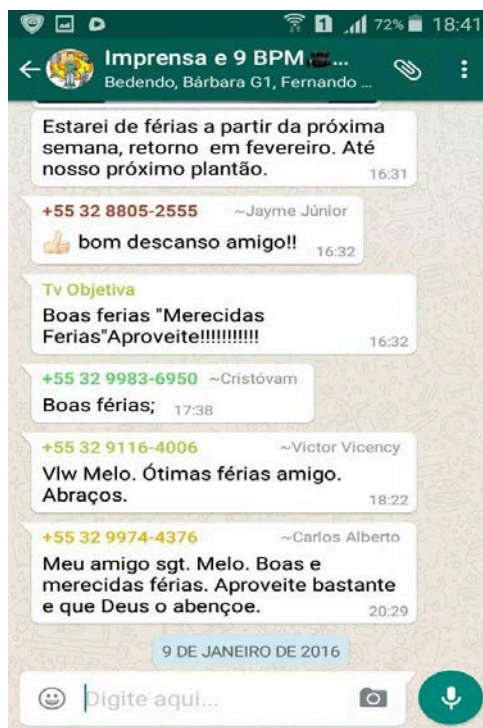 1 72% 18:41
Imprensa e 9 BPM ...
Bedendo, Bárbara G1, Fernando ...
Estarei de férias a partir da próxima
semana, retorno em fevereiro. Até
nosso próximo plantão.
16:31
+55 32 8805-2555 ~Jayme Júnior
bom descanso amigo!!
16:32
Tv Objetiva
Boas ferias "Merecidas
Ferias"Aproveite!!!!!!!!!!!
16:32
+55 32 9983-6950 ~Cristóvam
Boas férias; 17:38
+55 32 9116-4006 ~Victor Vicency
Vlw Melo. Ótimas férias amigo.
Abraços.
18:22
+55 32 9974-4376 ~Carlos Alberto
Meu amigo sgt. Melo. Boas e
merecidas férias. Aproveite bastante
e que Deus o abençoe.
20:29
9 DE JANEIRO DE 2016
Digite aqui...